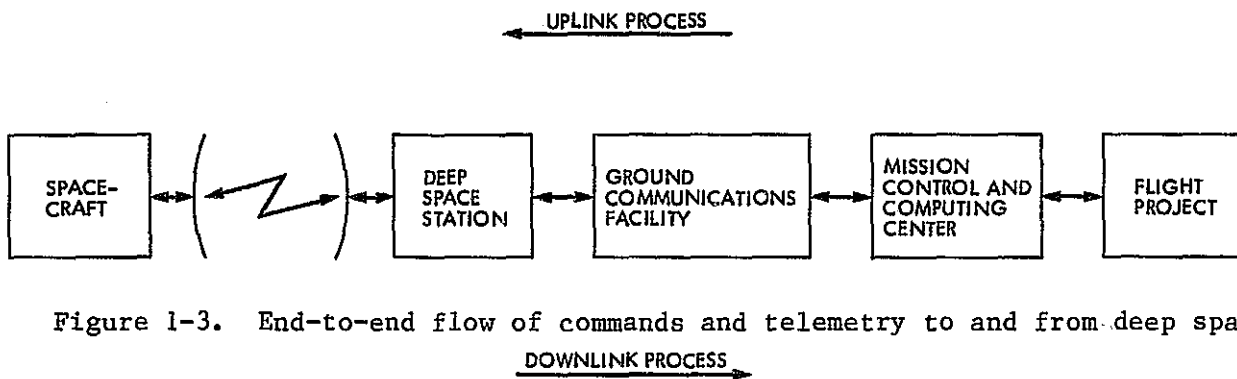 UPLINK PROCESS
SPACE-
CRAFT
DEEP
SPACE
STATION
GROUND
COMMUNICATIONS
FACILITY
MISSION
CONTROL AND
COMPUTING
CENTER
FLIGHT
PROJECT
Figure 1-3. End-to-end flow of commands and telemetry to and from deep spa
DOWNLINK PROCESS